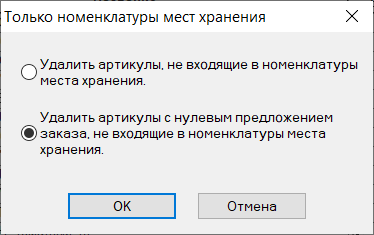 Только номенклатуры мест хранения
Удалить артикулы, не входящие в номенклатуры
места хранения.
Удалить артикулы с нулевым предложением
заказа, не входящие в номенклатуры места
хранения.
OK
Отмена